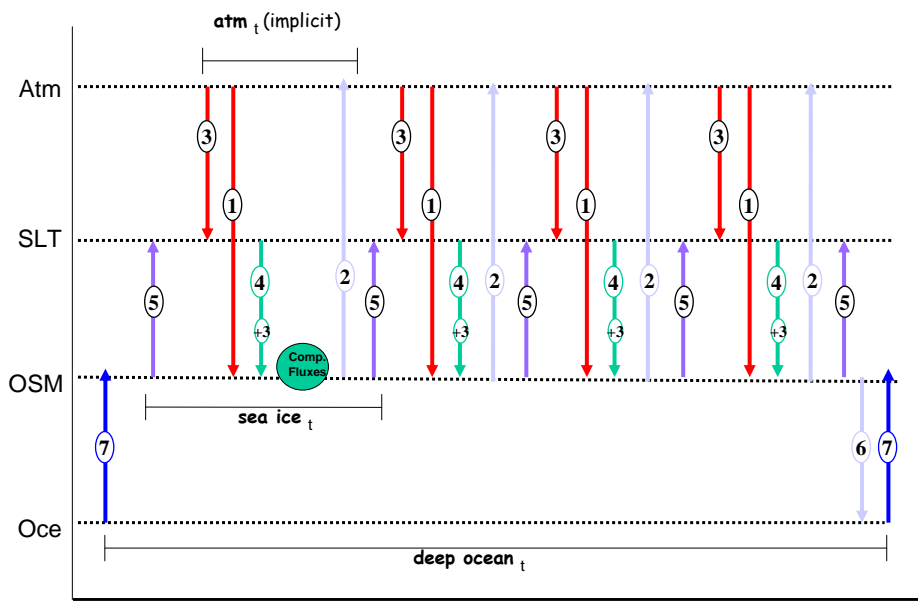 atm t (implicit)
Atm
3 3 3 3
1 1 1 1
SLT
4 2 4 2 4 2 4 2
5 5 5 5 5
+3 +3 +3 +3
Comp.
Fluxes
OSM
sea ice t
7 6 7
Oce
deep ocean t